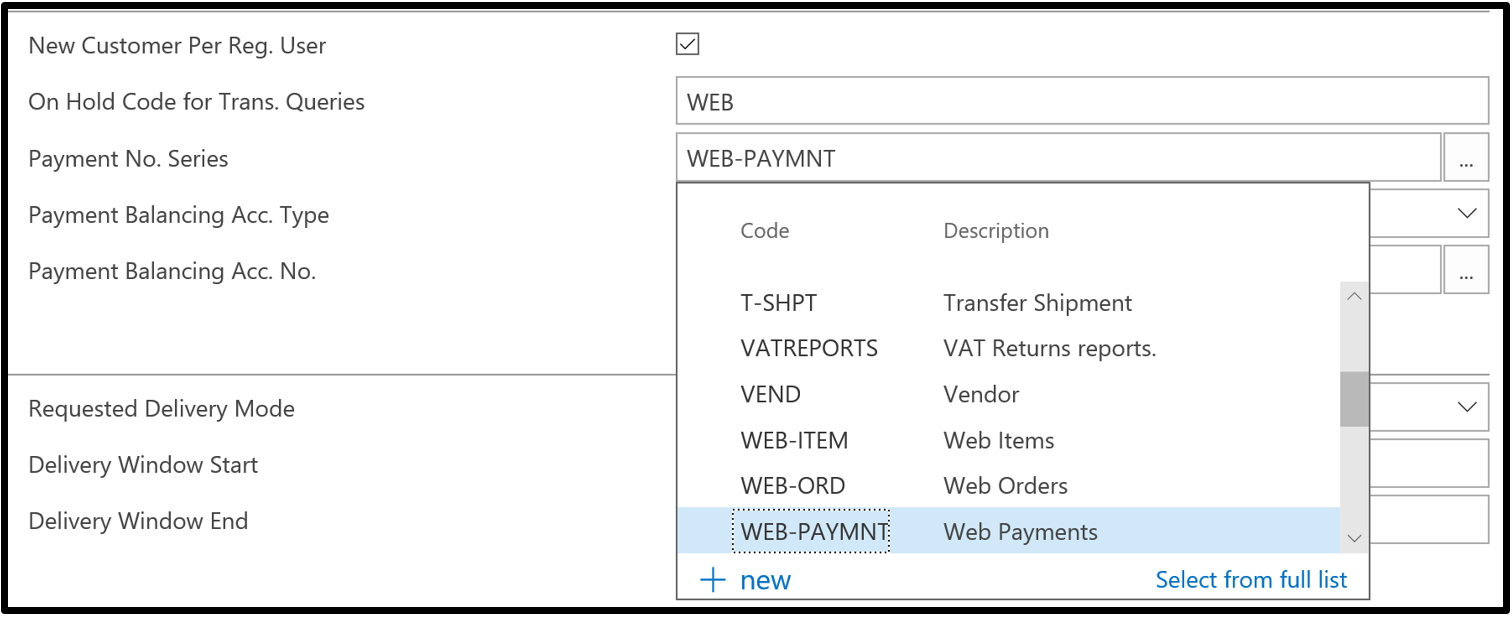 New Customer Per Reg. User
On Hold Code for Trans. Queries WEB
Payment No. Series WEB-PAYMNT ...
Payment Balancing Acc. Type
Payment Balancing Acc. No. ...
Code Description
T-SHPT Transfer Shipment
VATREPORTS VAT Returns reports.
VEND Vendor
WEB-ITEM Web Items
WEB-ORD Web Orders
WEB-PAYMNT Web Payments
+ new Select from full list
Requested Delivery Mode
Delivery Window Start
Delivery Window End